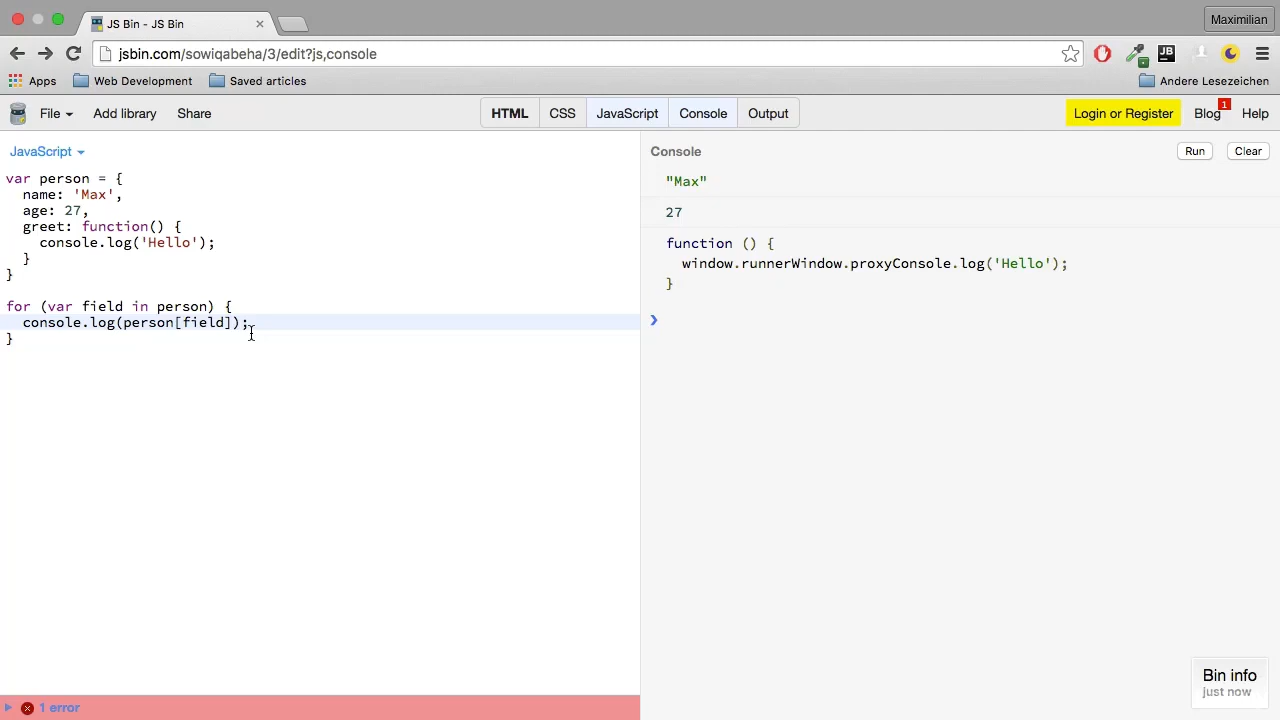 JS Bin - JS Bin
Maximilian
jsbin.com/sowiqabeha/3/edit?js,console
JB
Apps Web Development Saved articles Andere Lesezeichen
File Add library Share HTML CSS JavaScript Console Output Login or Register Blog 1 Help
JavaScript
var person = {
name: 'Max',
age: 27,
greet: function() {
console.log('Hello');
}
}
for (var field in person) {
console.log(person[field]);
}
1 error
Console Run Clear
"Max"
27
function () {
window.runnerWindow.proxyConsole.log('Hello');
}
Bin info
just now